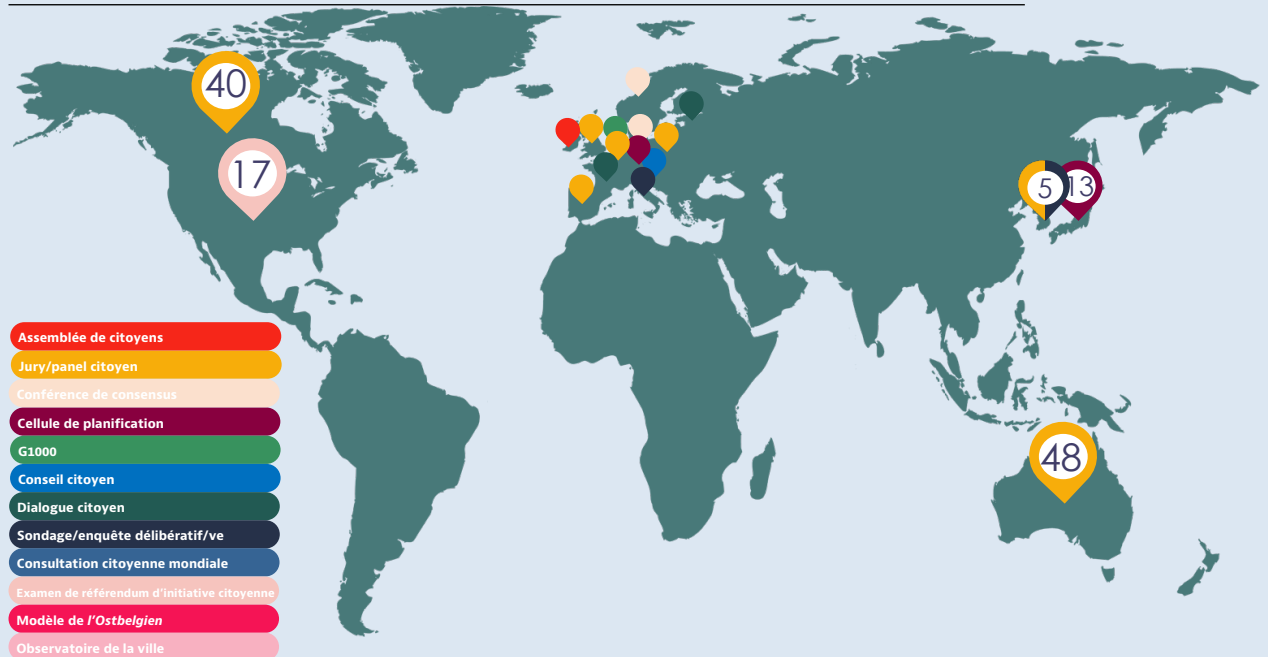 40
17
5
13
48
Assemblée de citoyens
Jury/panel citoyen
Conférence de consensus
Cellule de planification
G1000
Conseil citoyen
Dialogue citoyen
Sondage/enquête délibératif/ve
Consultation citoyenne mondiale
Examen de référendum d'initiative citoyenne
Modèle de l'Ostbelgien
Observatoire de la ville